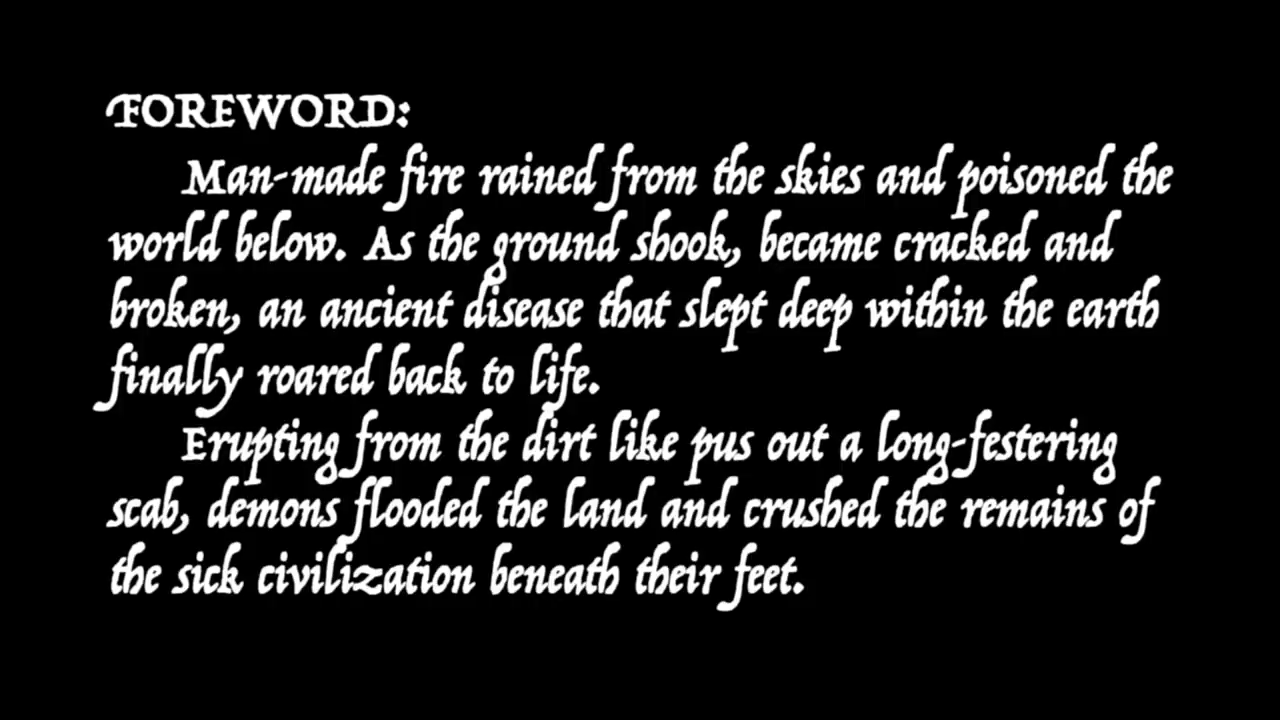 FOREWORD:
Man-made fire rained from the skies and poisoned the
world below. As the ground shook, became cracked and
broken, an ancient disease that slept deep within the earth
finally roared back to life.
Erupting from the dirt like pus out a long-festering
scab, demons flooded the land and crushed the remains of
the sick civilization beneath their feet.